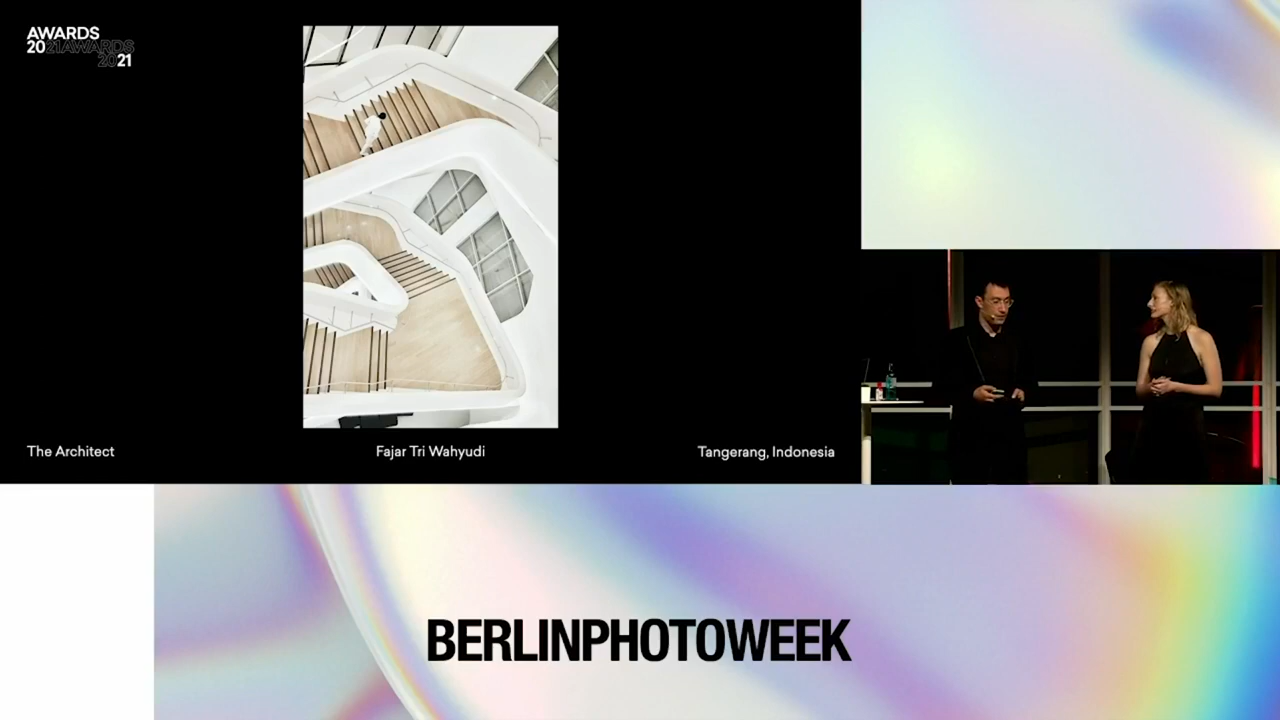 AWARDS
2021AWARDS
2021
The Architect
Fajar Tri Wahyudi
Tangerang, Indonesia
BERLINPHOTOWEEK